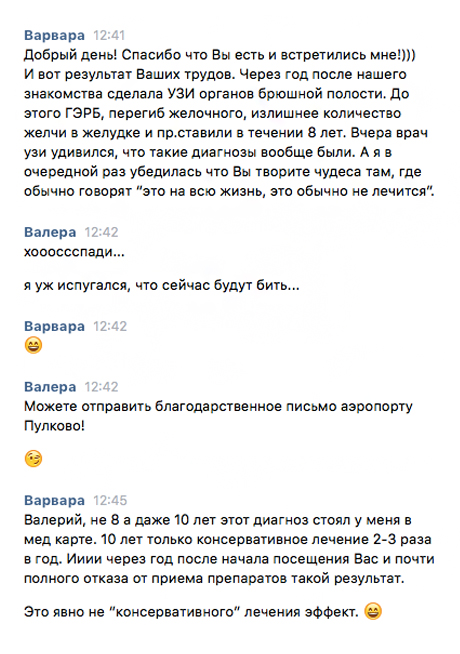 Варвара 12:41
Добрый день! Спасибо что Вы есть и встретились мне!)))
И вот результат Ваших трудов. Через год после нашего
знакомства сделала УЗИ органов брюшной полости. До
этого ГЭРБ, перегиб желочного, излишнее количество
желчи в желудке и пр.ставили в течении 8 лет. Вчера врач
узи удивился, что такие диагнозы вообще были. А я в
очередной раз убедилась что Вы творите чудеса там, где
обычно говорят “это на всю жизнь, это обычно не лечится”.
Валера 12:42
хооосспади...
я уж испугался, что сейчас будут бить...
Варвара 12:42
😄
Валера 12:42
Можете отправить благодарственное письмо аэропорту
Пулково!
😉
Варвара 12:45
Валерий, не 8 а даже 10 лет этот диагноз стоял у меня в
мед карте. 10 лет только консервативное лечение 2-3 раза
в год. Ииии через год после начала посещения Вас и почти
полного отказа от приема препаратов такой результат.
Это явно не “консервативного” лечения эффект. 😄